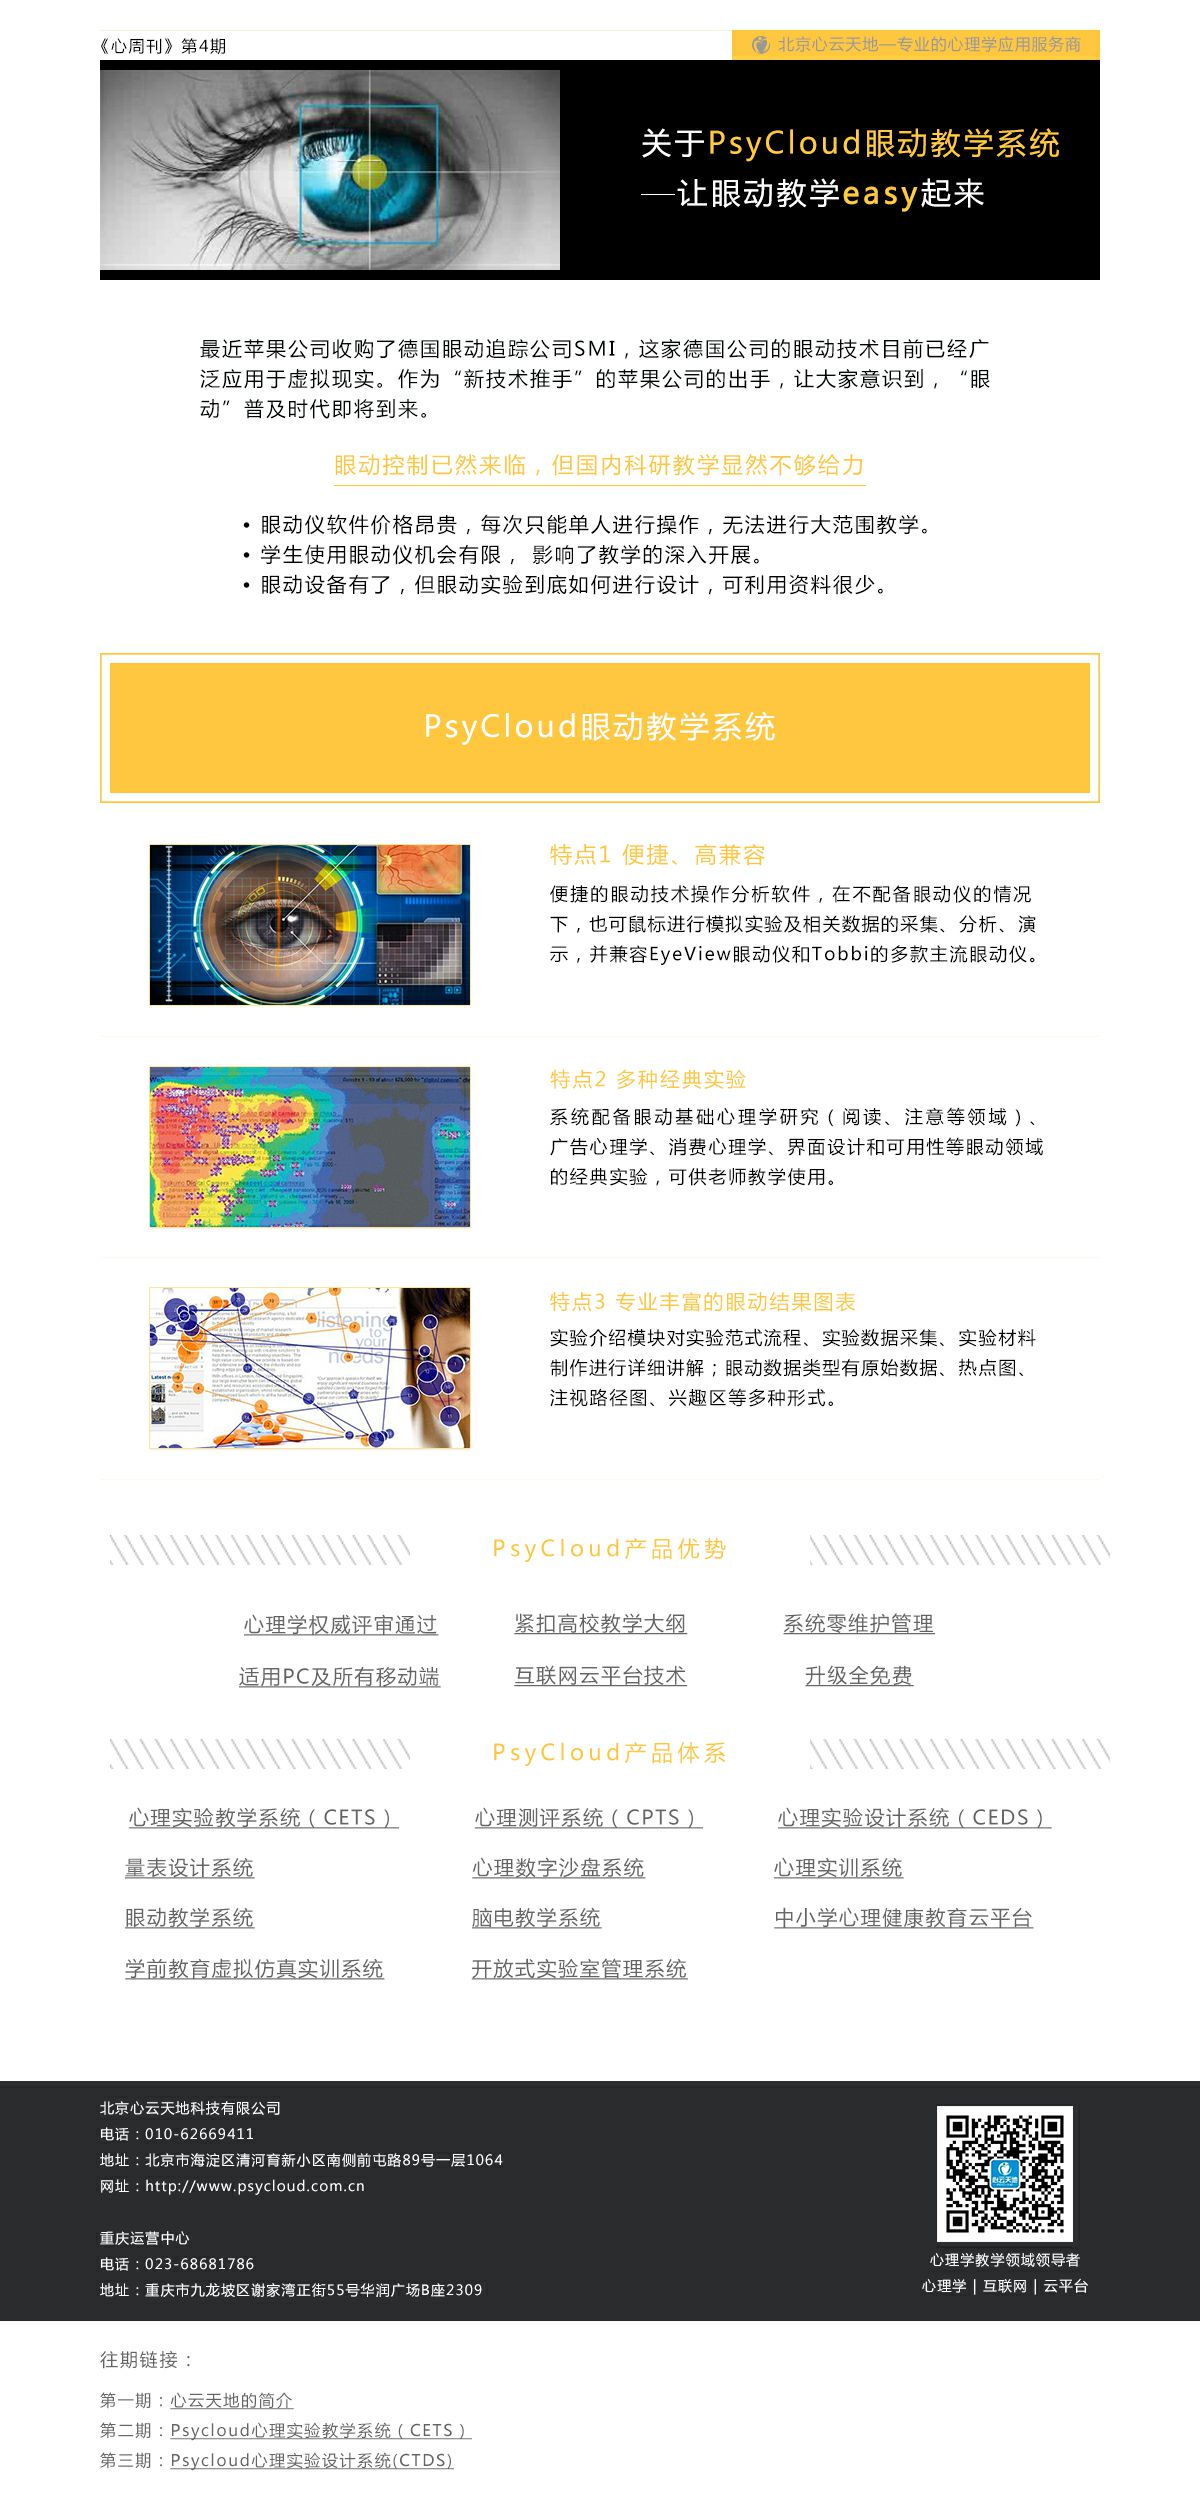 《心周刊》第4期
北京心云天地—专业的心理学应用服务商
关于PsyCloud眼动教学系统
—让眼动教学easy起来
最近苹果公司收购了德国眼动追踪公司SMI，这家德国公司的眼动技术目前已经广
泛应用于虚拟现实。作为“新技术推手”的苹果公司的出手，让大家意识到，“眼
动”普及时代即将到来。
眼动控制已然来临，但国内科研教学显然不够给力
• 眼动仪软件价格昂贵，每次只能单人进行操作，无法进行大范围教学。
• 学生使用眼动仪机会有限， 影响了教学的深入开展。
• 眼动设备有了，但眼动实验到底如何进行设计，可利用资料很少。
PsyCloud眼动教学系统
特点1 便捷、高兼容
便捷的眼动技术操作分析软件，在不配备眼动仪的情况
下，也可鼠标进行模拟实验及相关数据的采集、分析、演
示，并兼容EyeView眼动仪和Tobbi的多款主流眼动仪。
特点2 多种经典实验
系统配备眼动基础心理学研究（阅读、注意等领域）、
广告心理学、消费心理学、界面设计和可用性等眼动领域
的经典实验，可供老师教学使用。
listening
to
your
needs
特点3 专业丰富的眼动结果图表
实验介绍模块对实验范式流程、实验数据采集、实验材料
制作进行详细讲解；眼动数据类型有原始数据、热点图、
注视路径图、兴趣区等多种形式。
PsyCloud产品优势
心理学权威评审通过 紧扣高校教学大纲 系统零维护管理
适用PC及所有移动端 互联网云平台技术 升级全免费
PsyCloud产品体系
心理实验教学系统（CETS） 心理测评系统（CPTS） 心理实验设计系统（CEDS）
量表设计系统 心理数字沙盘系统 心理实训系统
眼动教学系统 脑电教学系统 中小学心理健康教育云平台
学前教育虚拟仿真实训系统 开放式实验室管理系统
北京心云天地科技有限公司
电话：010-62669411
地址：北京市海淀区清河育新小区南侧前屯路89号一层1064
网址：http://www.psycloud.com.cn
重庆运营中心
电话：023-68681786
地址：重庆市九龙坡区谢家湾正街55号华润广场B座2309
心云天地
心理学教学领域领导者
心理学 | 互联网 | 云平台
往期链接：
第一期：心云天地的简介
第二期：Psycloud心理实验教学系统（CETS）
第三期：Psycloud心理实验设计系统(CTDS)